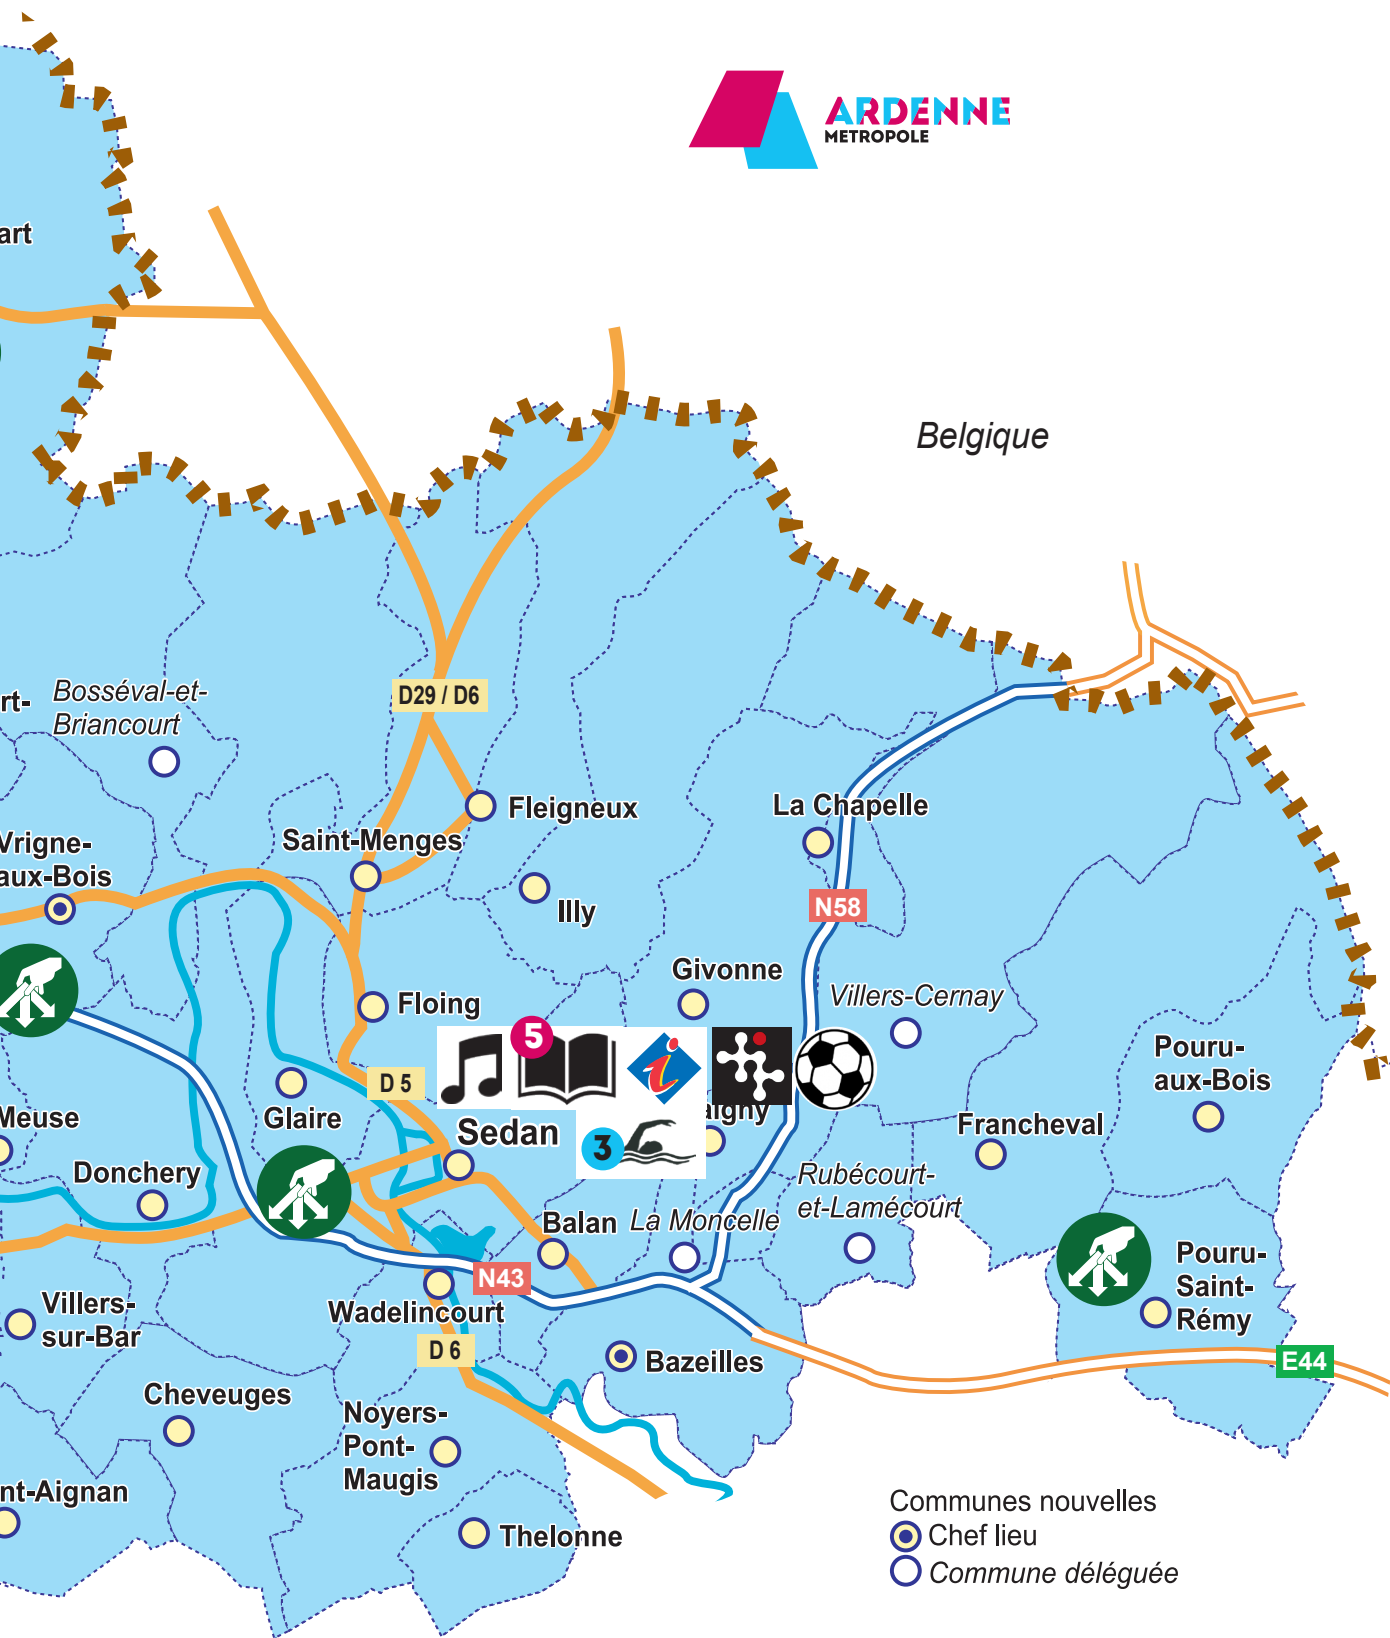 ARDENNE
METROPOLE
art
Belgique
rt-
Bosséval-et-
Briancourt
D29 / D6
Fleigneux
La Chapelle
Saint-Menges
Vrigne-
aux-Bois
Illy
N58
Givonne
Villers-Cernay
Floing
5
Pouru-
aux-Bois
D 5
Meuse
Glaire
aigny
Francheval
Sedan
3
Donchery
Rubécourt-
et-Lamécourt
Balan
La Moncelle
Pouru-
Saint-
Rémy
N43
Villers-
sur-Bar
Wadelincourt
D 6
Bazeilles
E44
Cheveuges
Noyers-
Pont-
Maugis
nt-Aignan
Thelonne
Communes nouvelles
Chef lieu
Commune déléguée